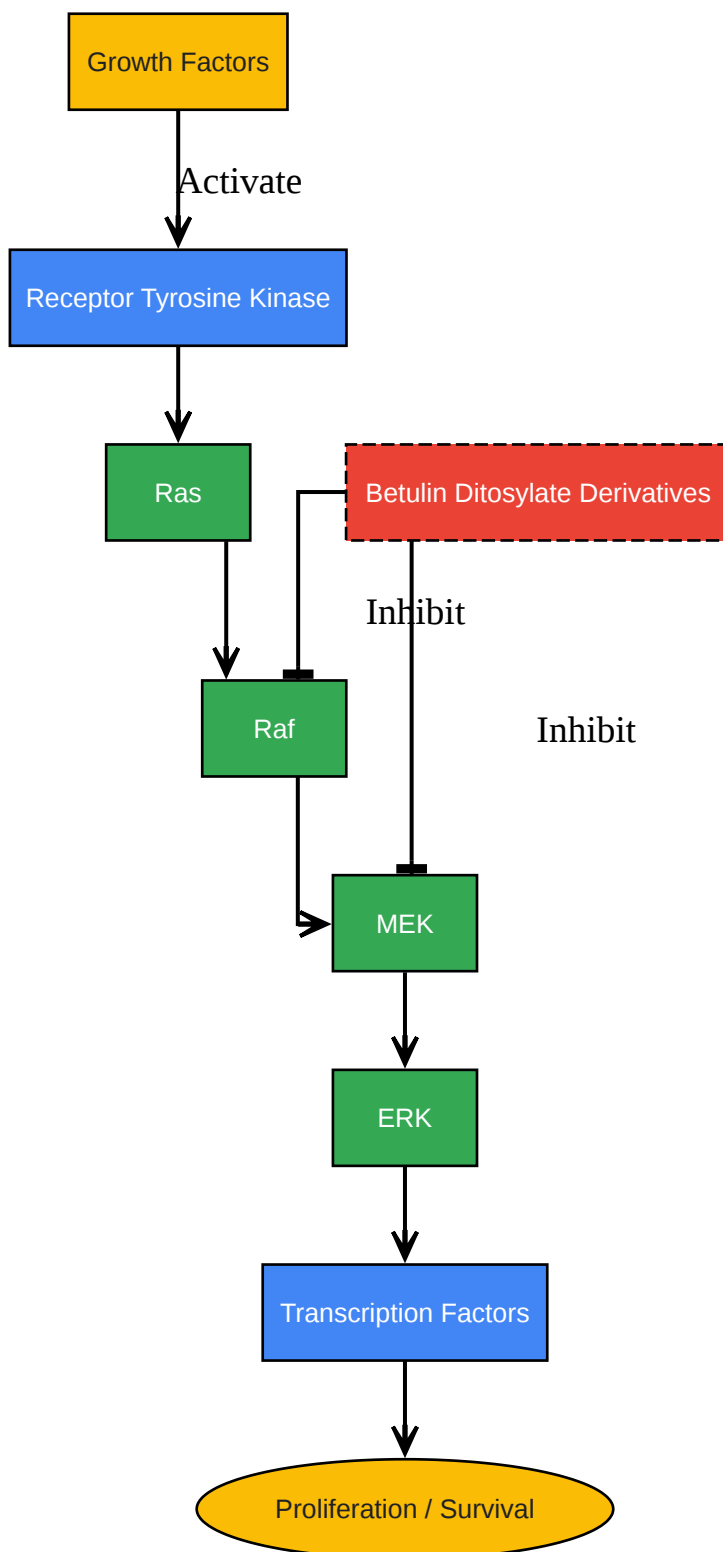 Growth Factors
Activate
Receptor Tyrosine Kinase
Ras
Betulin Ditosylate Derivatives
Inhibit
Raf
Inhibit
MEK
ERK
Transcription Factors
Proliferation / Survival